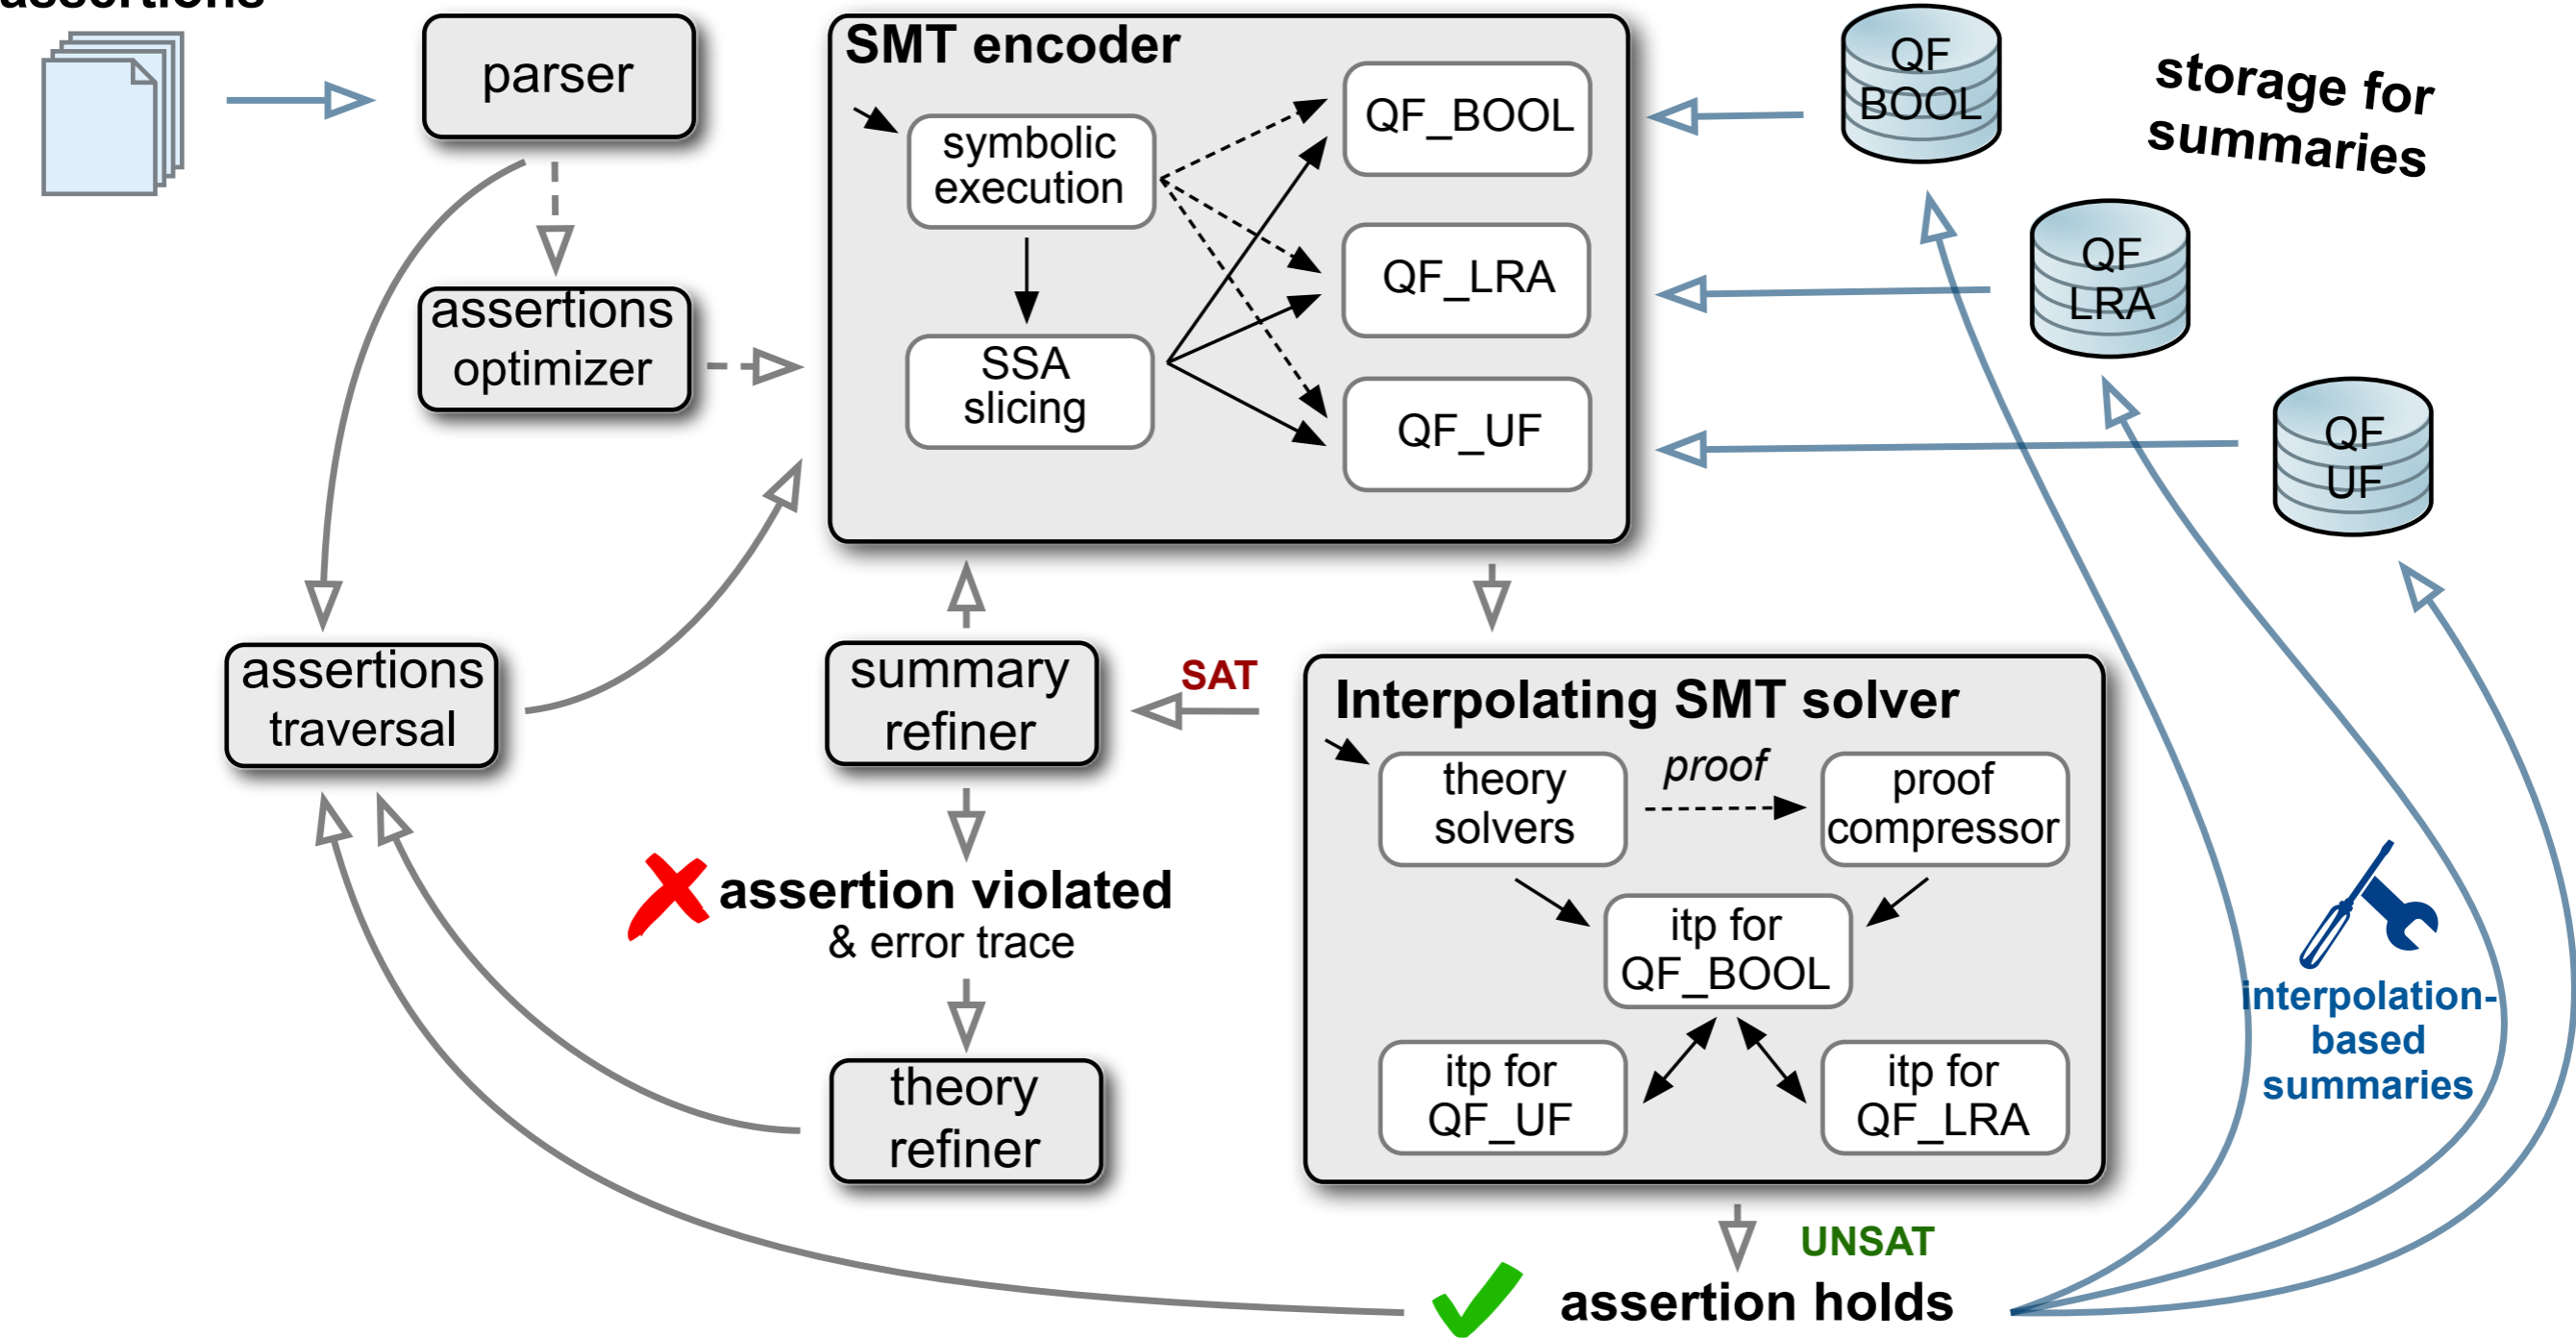 assertions
parser
assertions
optimizer
SMT encoder
symbolic
execution
SSA
slicing
QF_BOOL
QF_LRA
QF_UF
QF
BOOL
storage for
summaries
QF
LRA
QF
UF
assertions
traversal
summary
refiner
SAT
Interpolating SMT solver
theory
solvers
proof
proof
compressor
itp for
QF_BOOL
itp for
QF_UF
itp for
QF_LRA
assertion violated
& error trace
theory
refiner
interpolation-
based
summaries
UNSAT
assertion holds